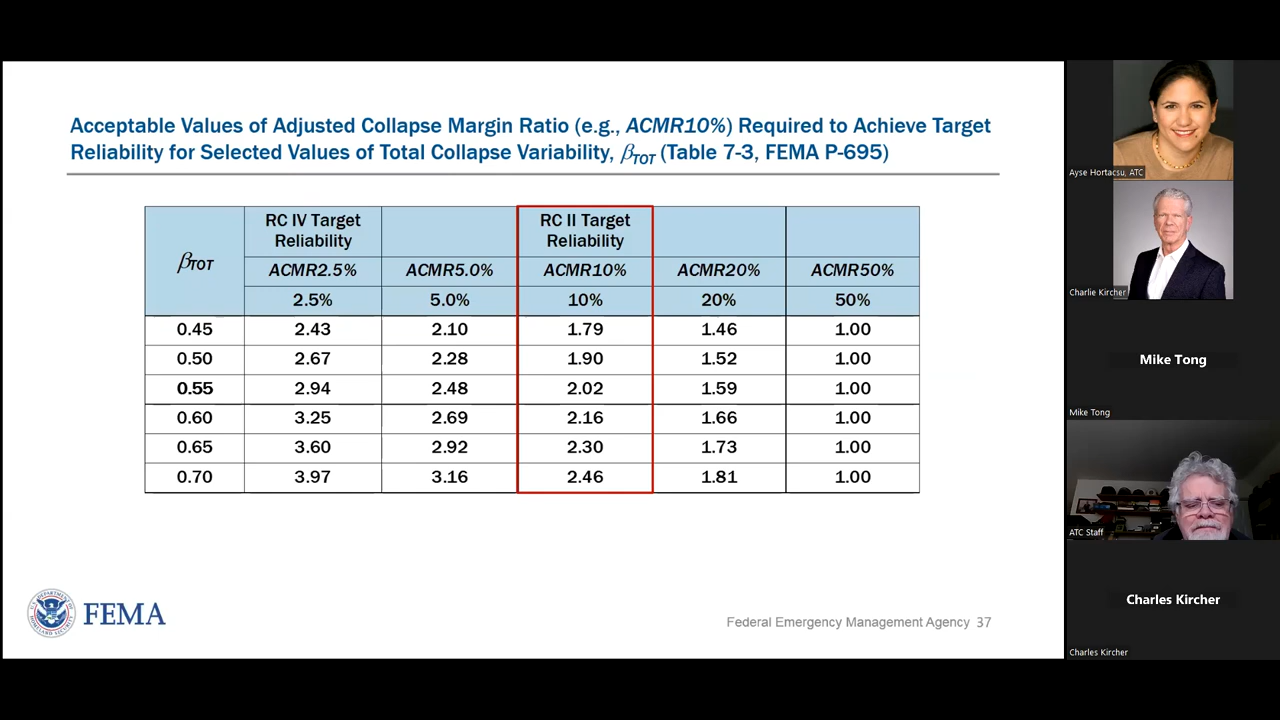 Acceptable Values of Adjusted Collapse Margin Ratio (e.g., ACMR10%) Required to Achieve Target
Reliability for Selected Values of Total Collapse Variability, βTOT (Table 7-3, FEMA P-695)
βTOT
RC IV Target Reliability
RC II Target Reliability
ACMR2.5% ACMR5.0% ACMR10% ACMR20% ACMR50%
2.5% 5.0% 10% 20% 50%
0.45 2.43 2.10 1.79 1.46 1.00
0.50 2.67 2.28 1.90 1.52 1.00
0.55 2.94 2.48 2.02 1.59 1.00
0.60 3.25 2.69 2.16 1.66 1.00
0.65 3.60 2.92 2.30 1.73 1.00
0.70 3.97 3.16 2.46 1.81 1.00
FEMA
Federal Emergency Management Agency 37
Ayse Hortacsu, ATC
Charlie Kircher
Mike Tong
Mike Tong
ATC Staff
Charles Kircher
Charles Kircher